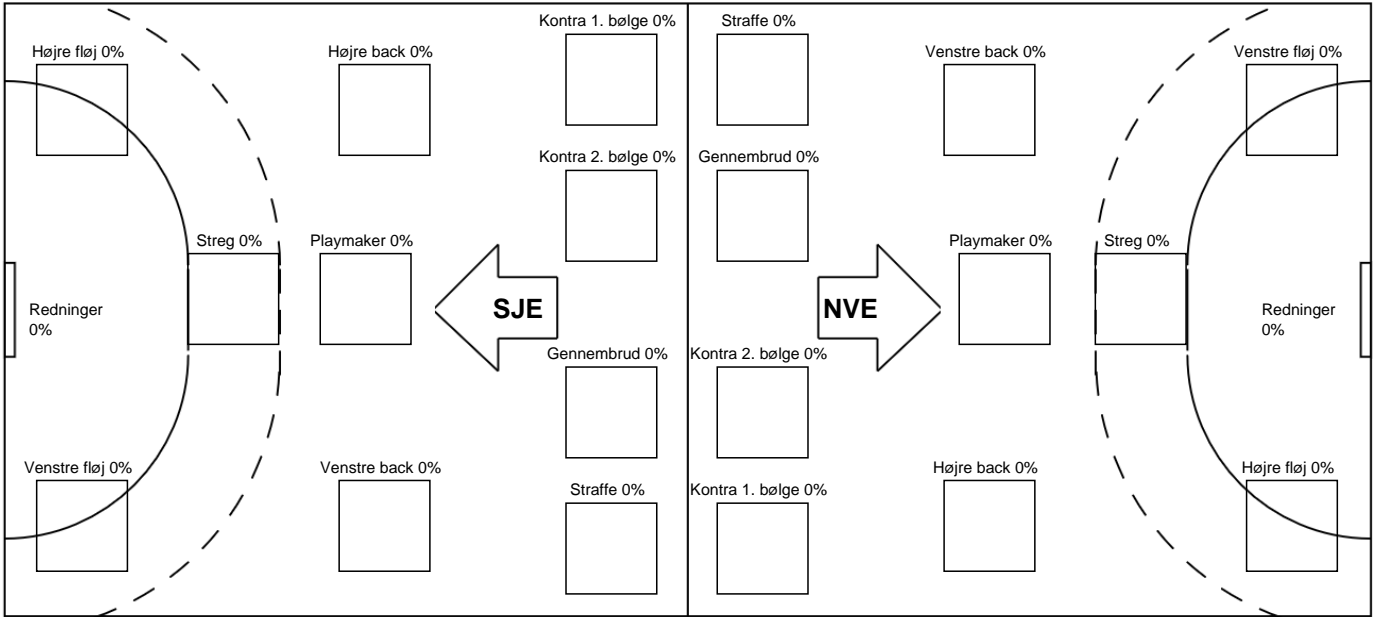 Kontra 1. bølge 0%
Straffe 0%
Højre fløj 0%
Højre back 0%
Venstre back 0%
Venstre fløj 0%
Kontra 2. bølge 0%
Gennembrud 0%
Streg 0%
Playmaker 0%
Playmaker 0%
Streg 0%
Redninger
0%
SJE
NVE
Redninger
0%
Gennembrud 0%
Kontra 2. bølge 0%
Venstre fløj 0%
Venstre back 0%
Straffe 0%
Kontra 1. bølge 0%
Højre back 0%
Højre fløj 0%